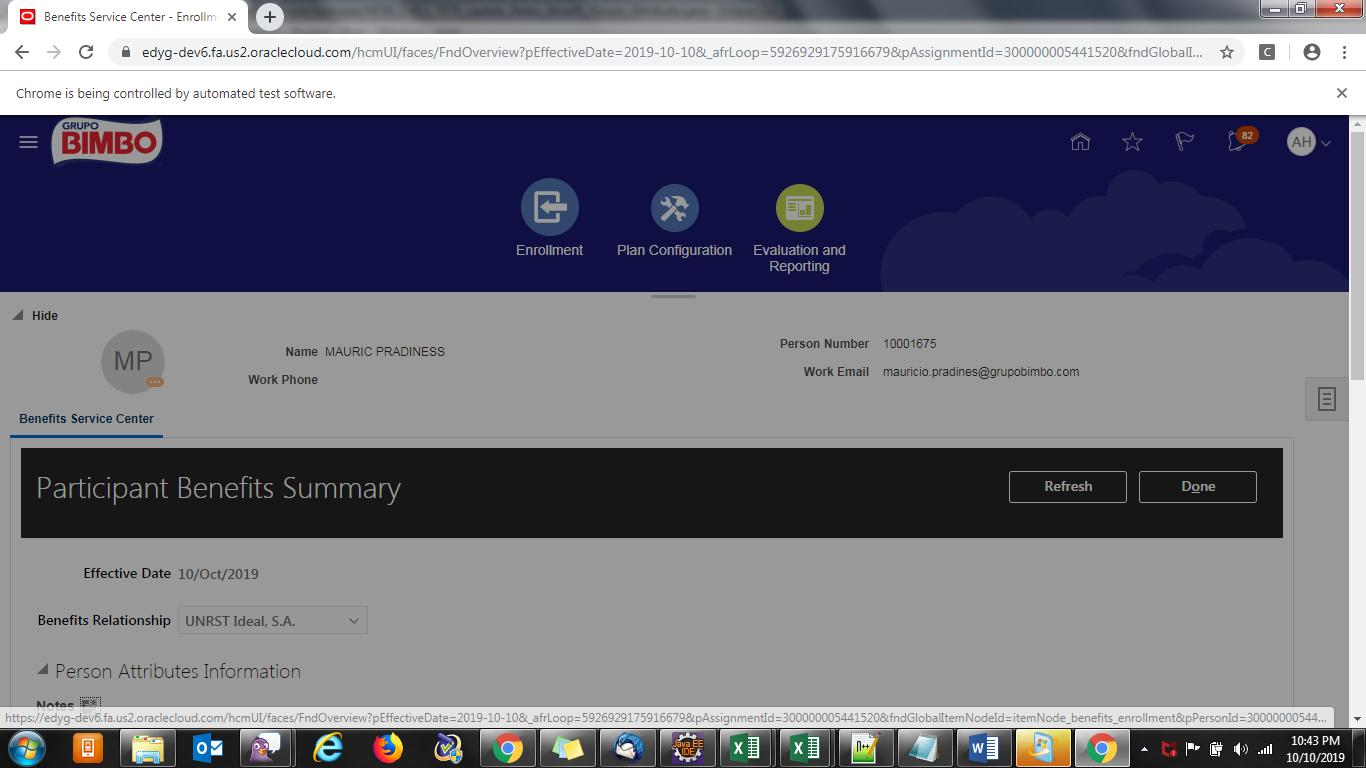 Benefits Service Center - Enrollm
edyg-dev6.fa.us2.oraclecloud.com/hcmUI/faces/FndOverview?pEffectiveDate=2019-10-10&_afrLoop=5926929175916679&pAssignmentId=300000005441520&fndGlobalI...
C
Chrome is being controlled by automated test software.
GRUPO
BIMBO
82
AH
Enrollment
Plan Configuration
Evaluation and
Reporting
Hide
MP
Name MAURIC PRADINESS
Person Number 10001675
Work Phone
Work Email mauricio.pradines@grupobimbo.com
Benefits Service Center
Participant Benefits Summary
Refresh
Done
Effective Date 10/Oct/2019
Benefits Relationship UNRST Ideal, S.A.
Person Attributes Information
Notes
https://edyg-dev6.fa.us2.oraclecloud.com/hcmUI/faces/FndOverview?pEffectiveDate=2019-10-10&_afrLoop=5926929175916679&pAssignmentId=300000005441520&fndGlobalItemNodeId=itemNode_benefits_enrollment&pPersonId=30000000544...
Java EE
IDE
10:43 PM
10/10/2019